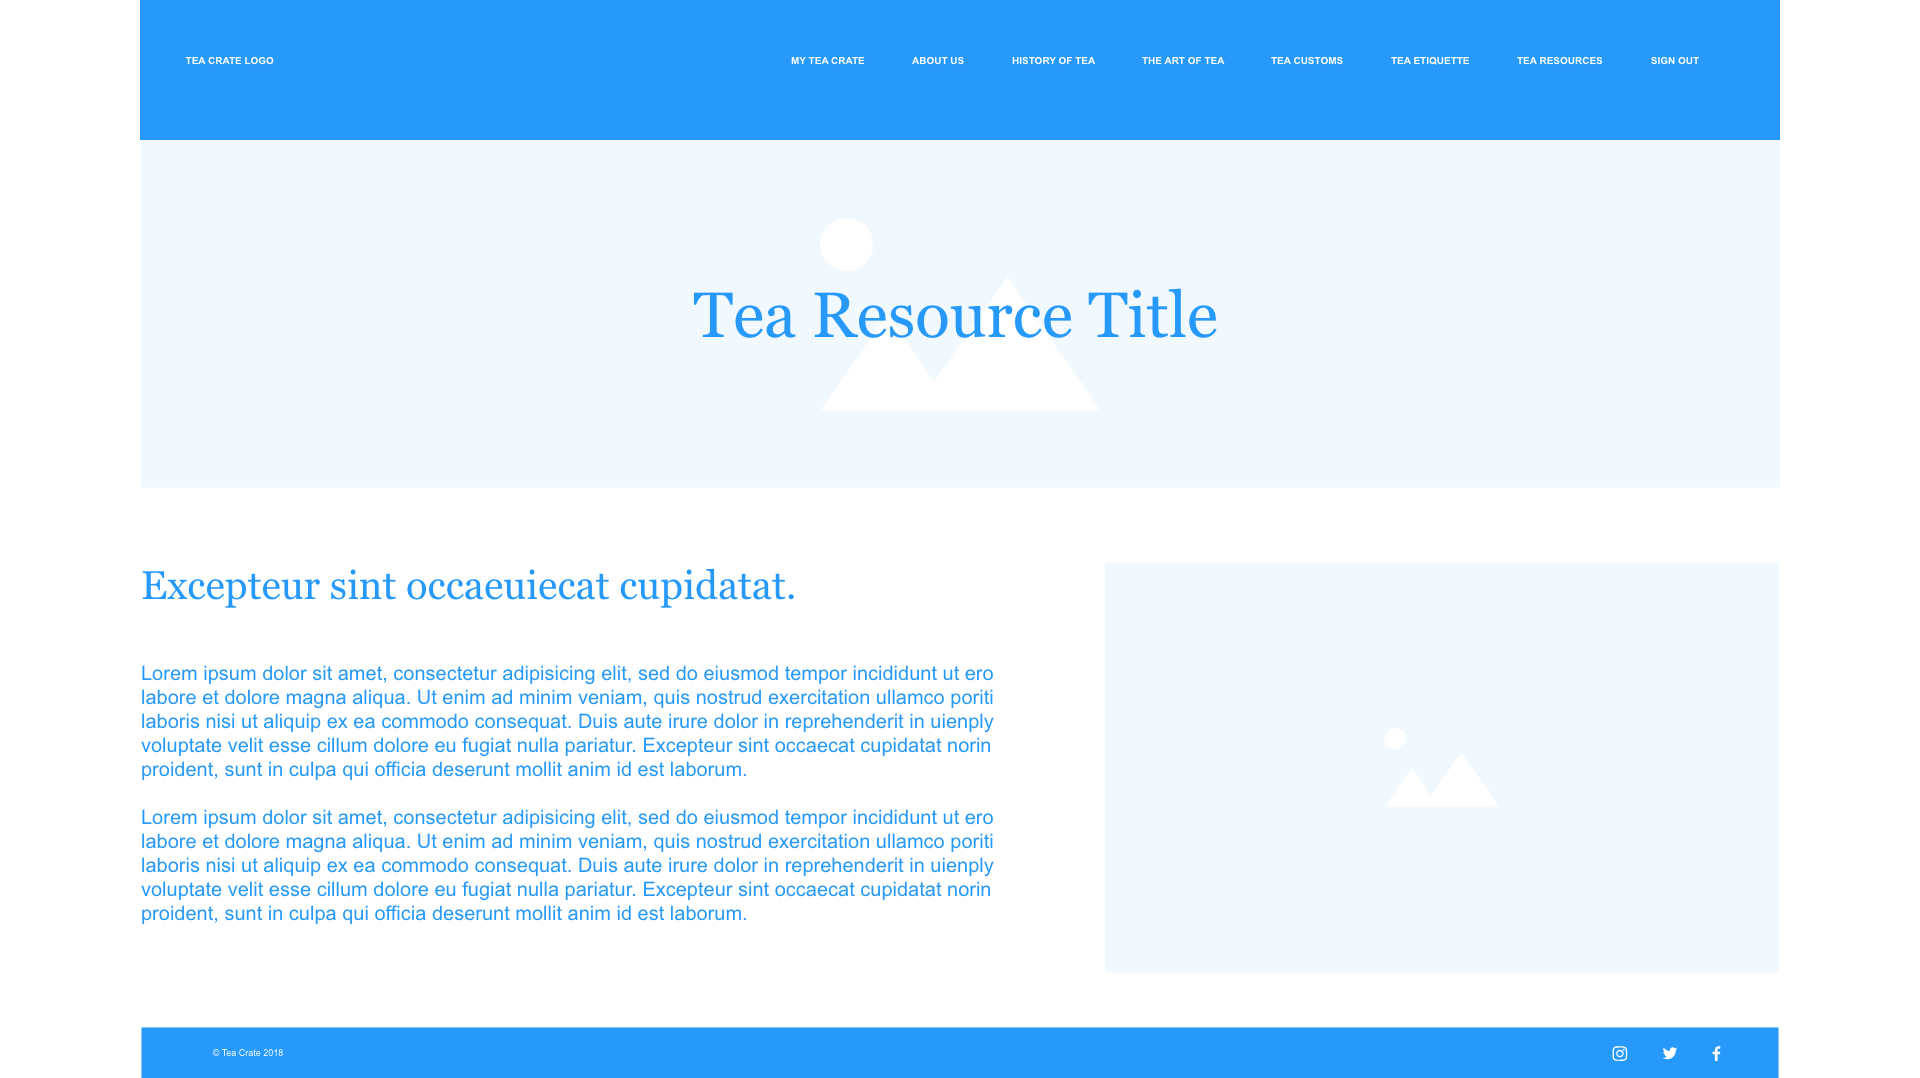 TEA CRATE LOGO
MY TEA CRATE
ABOUT US
HISTORY OF TEA
THE ART OF TEA
TEA CUSTOMS
TEA ETIQUETTE
TEA RESOURCES
SIGN OUT
Tea Resource Title
Excepteur sint occaeuiecat cupidatat.
Lorem ipsum dolor sit amet, consectetur adipisicing elit, sed do eiusmod tempor incididunt ut ero
labore et dolore magna aliqua. Ut enim ad minim veniam, quis nostrud exercitation ullamco poriti
laboris nisi ut aliquip ex ea commodo consequat. Duis aute irure dolor in reprehenderit in uienply
voluptate velit esse cillum dolore eu fugiat nulla pariatur. Excepteur sint occaecat cupidatat norin
proident, sunt in culpa qui officia deserunt mollit anim id est laborum.
Lorem ipsum dolor sit amet, consectetur adipisicing elit, sed do eiusmod tempor incididunt ut ero
labore et dolore magna aliqua. Ut enim ad minim veniam, quis nostrud exercitation ullamco poriti
laboris nisi ut aliquip ex ea commodo consequat. Duis aute irure dolor in reprehenderit in uienply
voluptate velit esse cillum dolore eu fugiat nulla pariatur. Excepteur sint occaecat cupidatat norin
proident, sunt in culpa qui officia deserunt mollit anim id est laborum.
© Tea Crate 2018